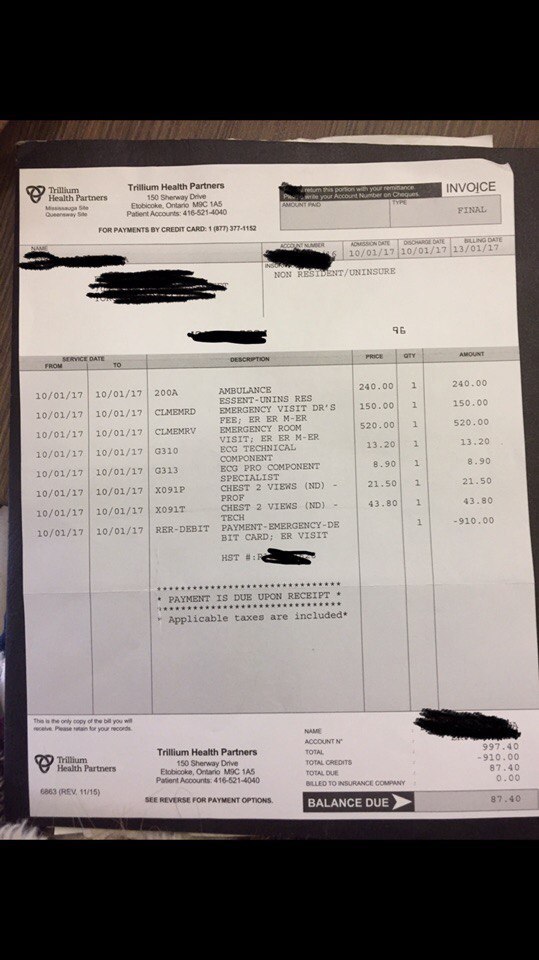 Trillium
Health Partners
Mississauga Site
Queensway Site
Trillium Health Partners
150 Sherway Drive
Etobicoke, Ontario M9C 1A5
Patient Accounts: 416-521-4040
FOR PAYMENTS BY CREDIT CARD: 1 (877) 377-1152
return this portion with your remittance.
Please write your Account Number on Cheques.
INVOICE
AMOUNT PAID TYPE
FINAL
NAME
ACCOUNT NUMBER ADMISSION DATE DISCHARGE DATE BILLING DATE
10/01/17 10/01/17 13/01/17
NON RESIDENT/UNINSURE
96
SERVICE DATE
FROM TO DESCRIPTION PRICE QTY AMOUNT
10/01/17 10/01/17 200A AMBULANCE 240.00 1 240.00
ESSENT-UNINS RES
10/01/17 10/01/17 CLMEMRD EMERGENCY VISIT DR'S 150.00 1 150.00
FEE; ER ER M-ER
10/01/17 10/01/17 CLMEMRV EMERGENCY ROOM 520.00 1 520.00
VISIT; ER ER M-ER
10/01/17 10/01/17 G310 ECG TECHNICAL 13.20 1 13.20
COMPONENT
10/01/17 10/01/17 G313 ECG PRO COMPONENT 8.90 1 8.90
SPECIALIST
10/01/17 10/01/17 X091P CHEST 2 VIEWS (ND) - 21.50 1 21.50
PROF
10/01/17 10/01/17 X091T CHEST 2 VIEWS (ND) - 43.80 1 43.80
TECH
10/01/17 10/01/17 RER-DEBIT PAYMENT-EMERGENCY-DE 1 -910.00
BIT CARD; ER VISIT
HST #:R
********************************
* PAYMENT IS DUE UPON RECEIPT *
********************************
* Applicable taxes are included*
This is the only copy of the bill you will
receive. Please retain for your records.
Trillium
Health Partners
6863 (REV. 11/15)
Trillium Health Partners
150 Sherway Drive
Etobicoke, Ontario M9C 1A5
Patient Accounts: 416-521-4040
SEE REVERSE FOR PAYMENT OPTIONS.
NAME
ACCOUNT N°
TOTAL 997.40
TOTAL CREDITS -910.00
TOTAL DUE 87.40
BILLED TO INSURANCE COMPANY 0.00
BALANCE DUE 87.40